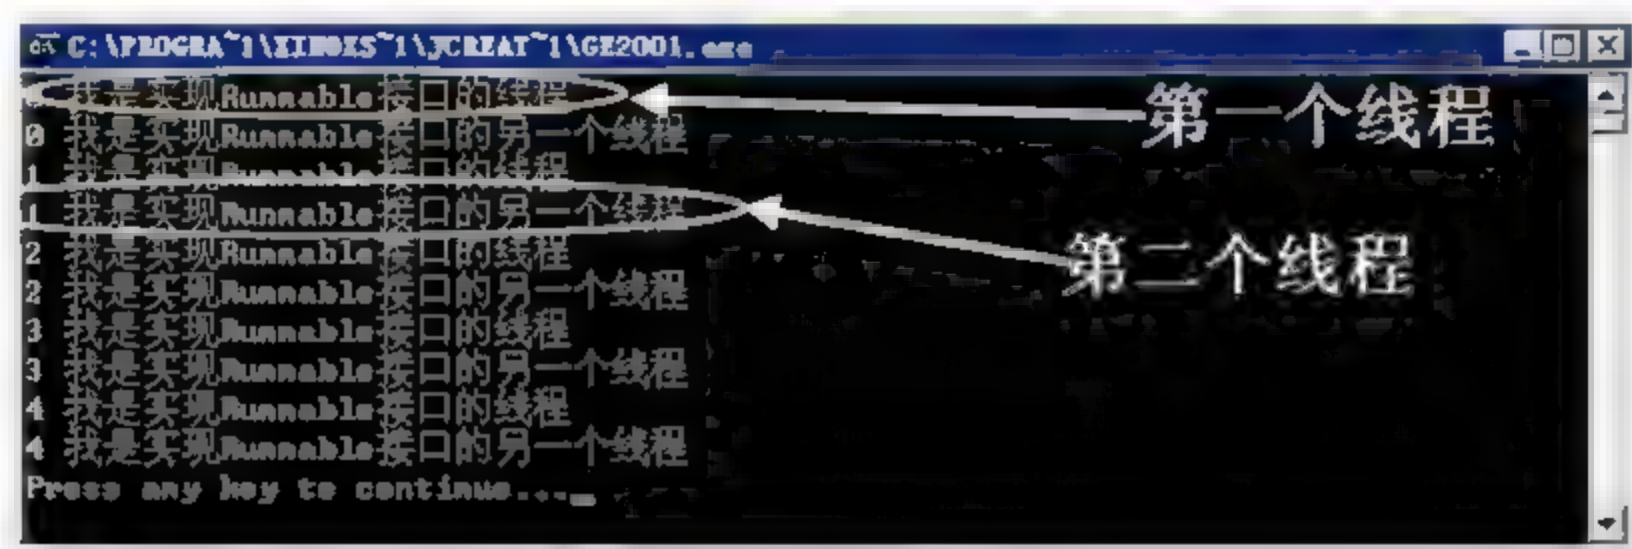 C:\PROGRA~1\XINOXS~1\JCREAT~1\GE2001.exe
我是实现Runnable接口的线程
0 我是实现Runnable接口的另一个线程
1 我是实现Runnable接口的线程
1 我是实现Runnable接口的另一个线程
2 我是实现Runnable接口的线程
2 我是实现Runnable接口的另一个线程
3 我是实现Runnable接口的线程
3 我是实现Runnable接口的另一个线程
4 我是实现Runnable接口的线程
4 我是实现Runnable接口的另一个线程
Press any key to continue...
第一个线程
第二个线程